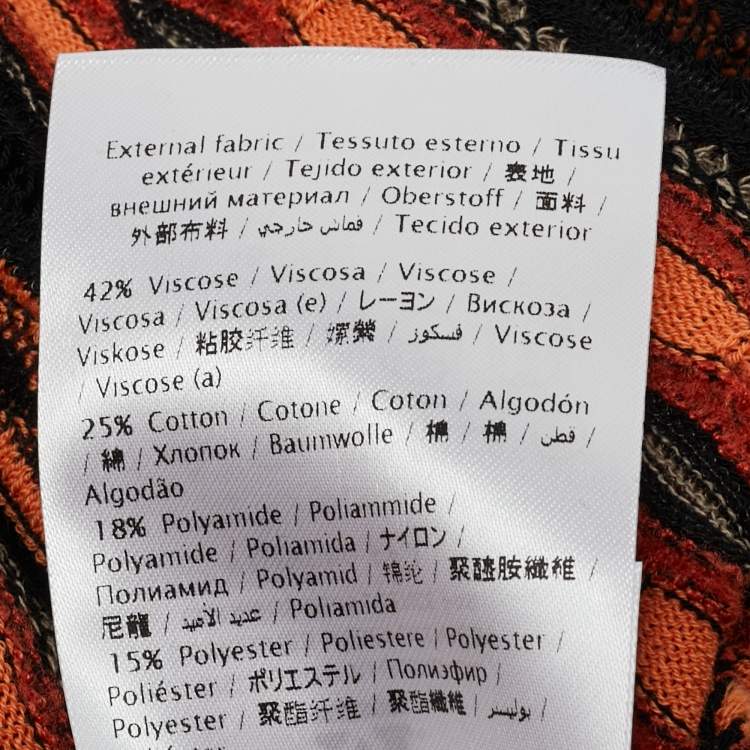 External fabric / Tessuto esterno / Tissu
extérieur / Tejido exterior / 表地 /
внешний материал / Oberstoff / 面料 /
外部布料 / قماش خارجي / Tecido exterior
42% Viscose / Viscosa / Viscose /
Viscosa / Viscosa (e) / レーヨン / Вискоза /
Viskose / 粘胶纤维 / 嫘縈 / فسكوز / Viscose
/ Viscose (a)
25% Cotton / Cotone / Coton / Algodón
/ 綿 / Хлопок / Baumwolle / 棉 / 棉 / قطن /
Algodão
18% Polyamide / Poliammide /
Polyamide / Poliamida / ナイロン /
Полиамид / Polyamid / 锦纶 / 聚醯胺纖維 /
尼龍 / عديد الأميد / Poliamida
15% Polyester / Poliestere / Polyester /
Poliéster / ポリエステル / Полиэфир /
Polyester / 聚酯纤维 / 聚酯纖維 / بوليستر /